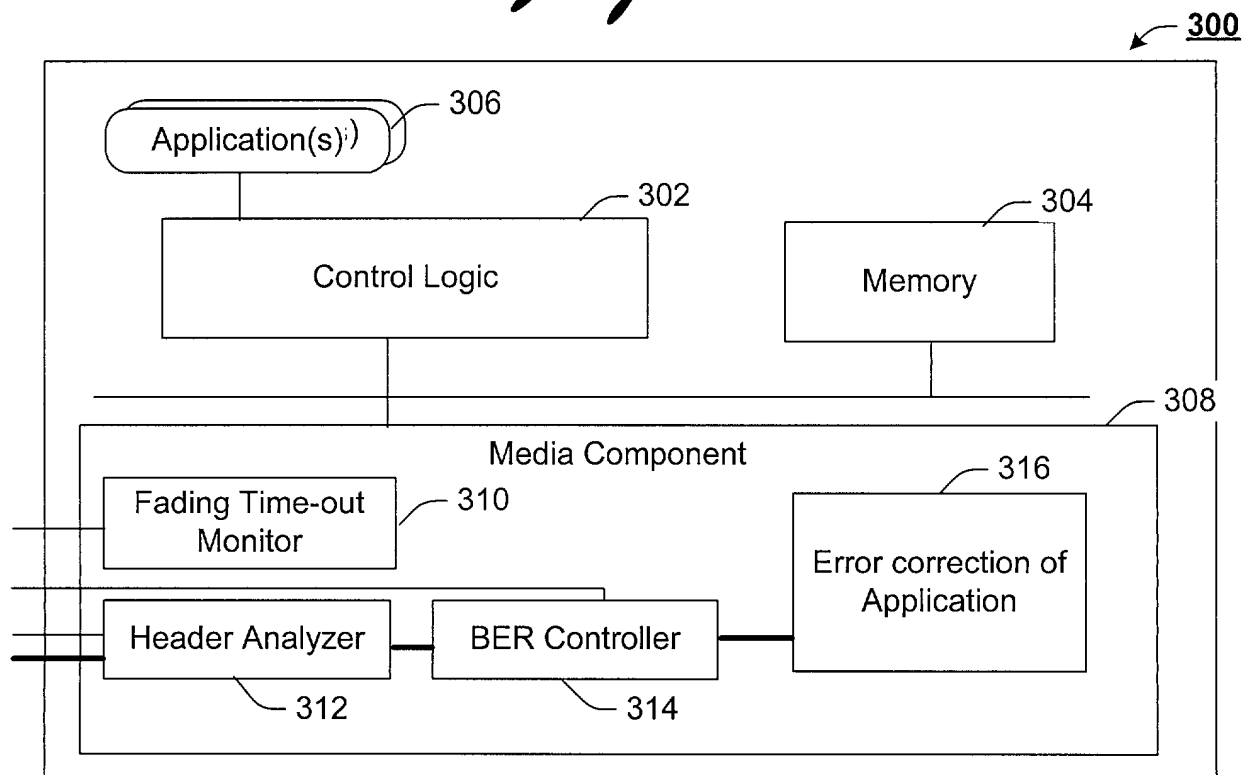 300
Application(s)
306
302
304
Control Logic
Memory
308
Media Component
316
Fading Time-out
Monitor
310
Error correction of
Application
Header Analyzer
BER Controller
312
314